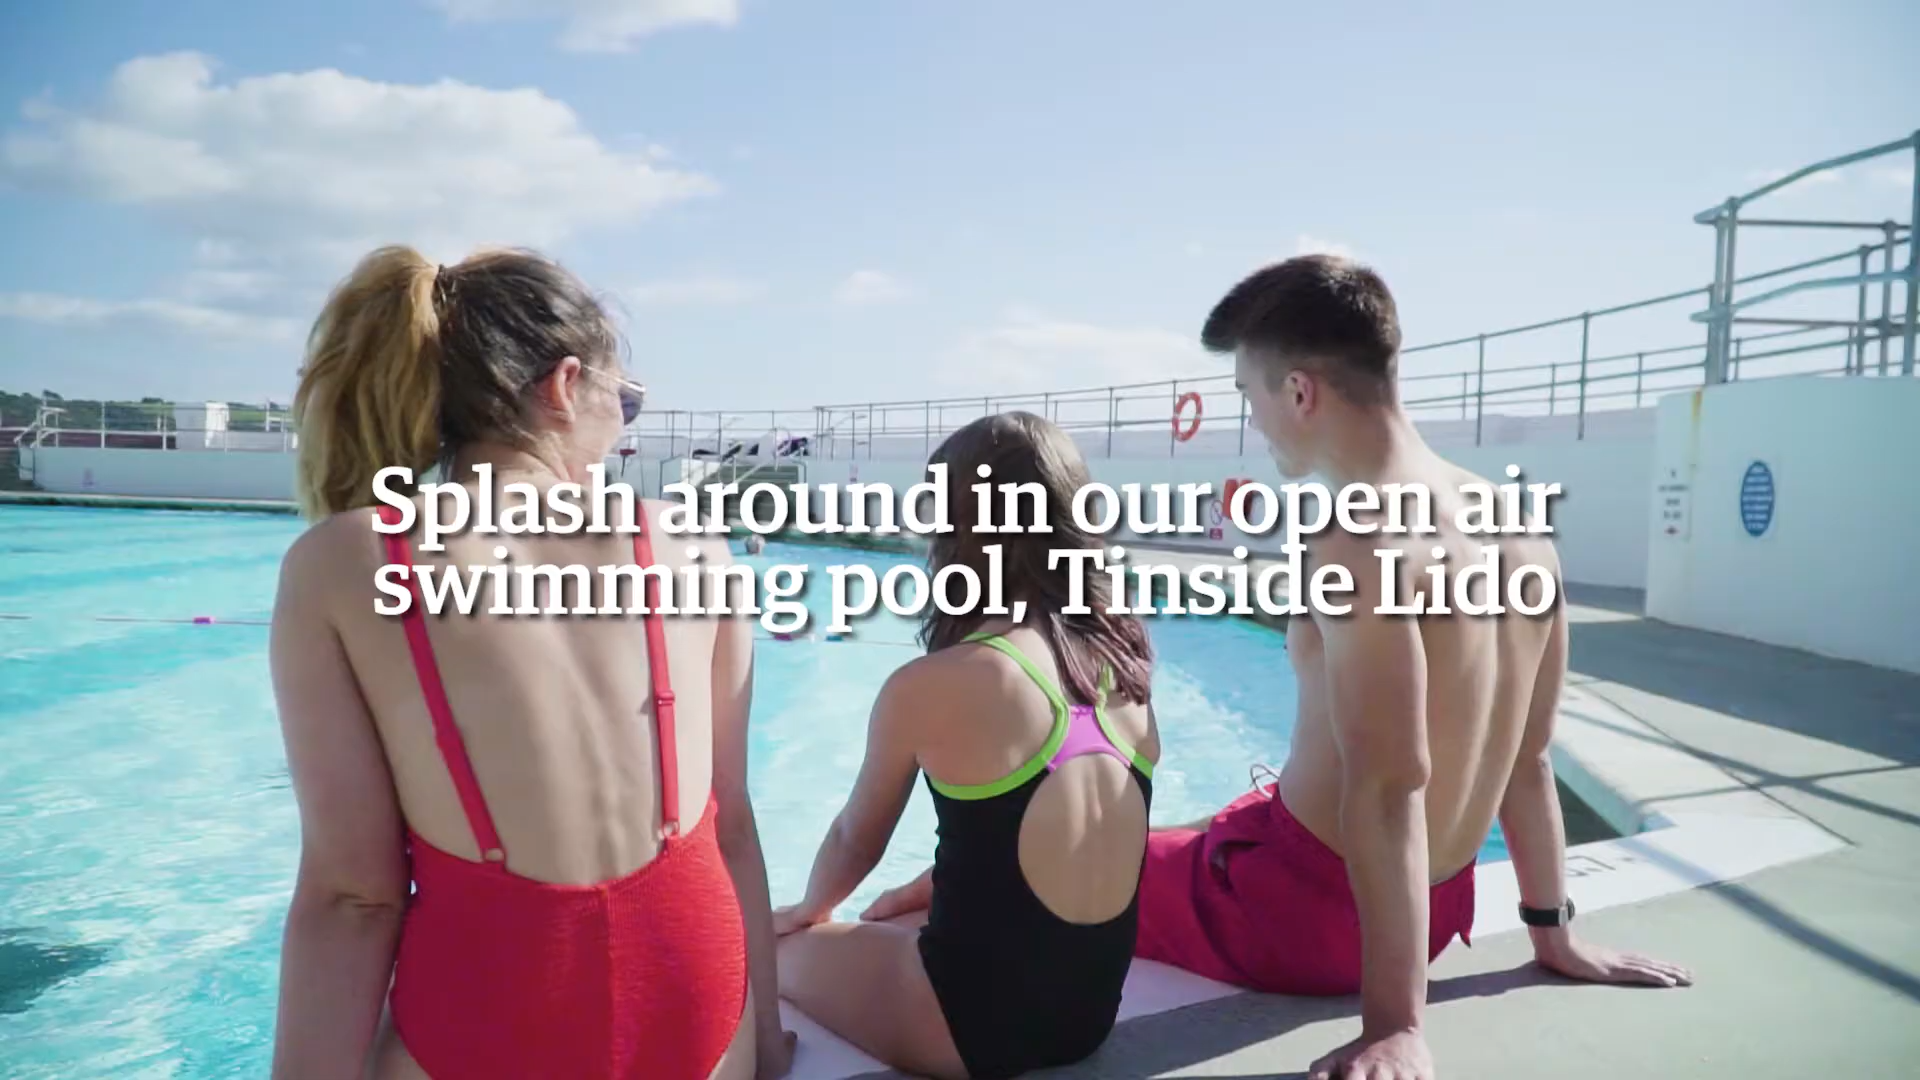 Splash around in our open air
swimming pool, Tinside Lido